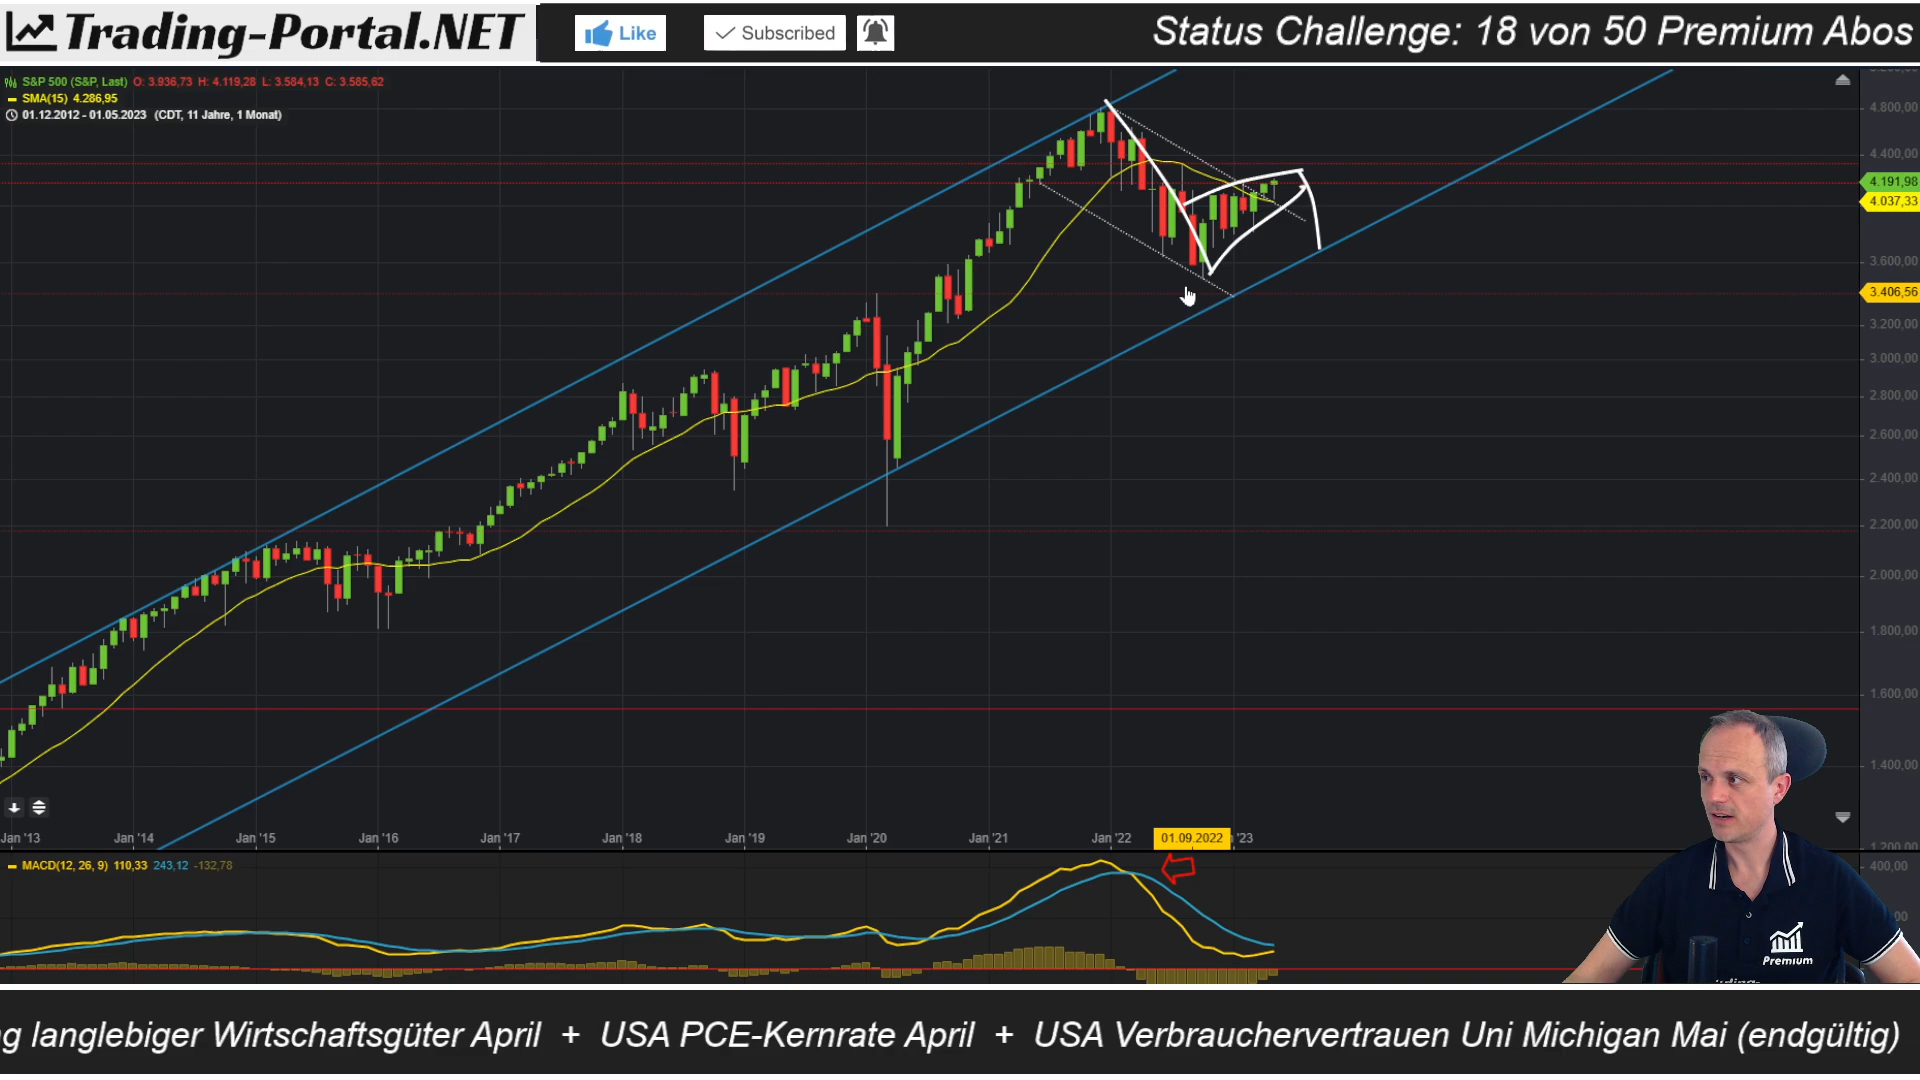 Trading-Portal.NET
Like
Subscribed
Status Challenge: 18 von 50 Premium Abos
S&P 500 (S&P, Last) O: 3.936,73 H: 4.119,28 L: 3.584,13 C: 3.585,62
SMA(15) 4.286,95
01.12.2012 - 01.05.2023 (CDT, 11 Jahre, 1 Monat)
4.800,00
4.400,00
4.191,98
4.037,33
3.600,00
3.406,56
3.200,00
3.000,00
2.800,00
2.600,00
2.400,00
2.200,00
2.000,00
1.800,00
1.600,00
1.400,00
1.200,00
Jan '13
Jan '14
Jan '15
Jan '16
Jan '17
Jan '18
Jan '19
Jan '20
Jan '21
Jan '22
01.09.2022
'23
MACD(12, 26, 9) 110,33 243,12 -132,78
400,00
Premium
g langlebiger Wirtschaftsgüter April + USA PCE-Kernrate April + USA Verbrauchervertrauen Uni Michigan Mai (endgültig)